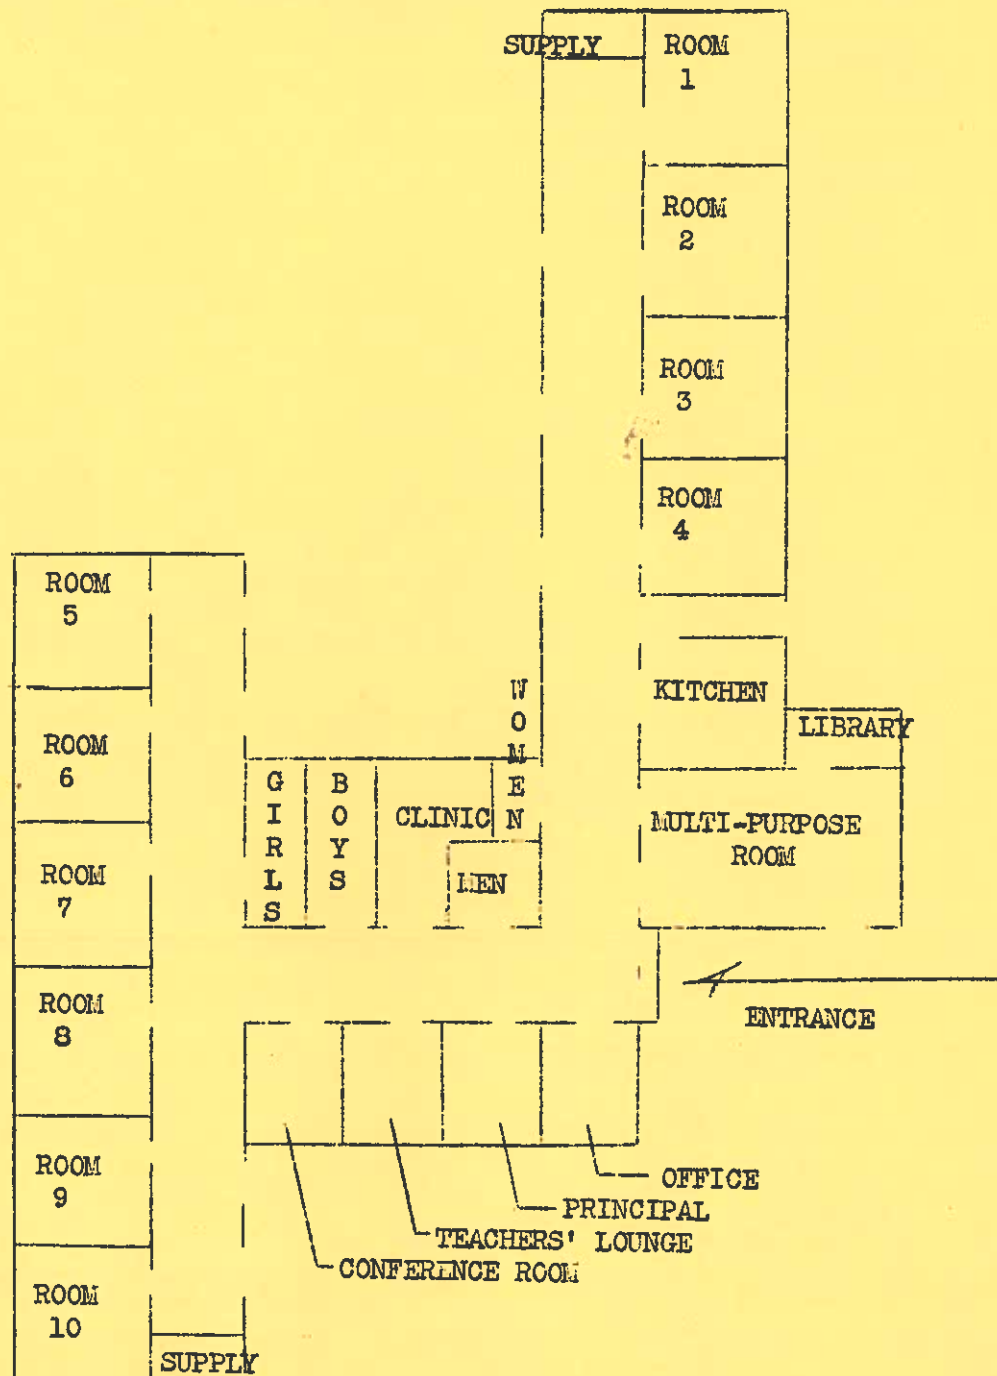 SUPPLY
ROOM
1
ROOM
2
ROOM
3
ROOM
4
ROOM
5
ROOM
6
ROOM
7
ROOM
8
ROOM
9
ROOM
10
SUPPLY
GIRLS
BOYS
CLINIC
WOMEN
MEN
KITCHEN
LIBRARY
MULTI-PURPOSE
ROOM
ENTRANCE
OFFICE
PRINCIPAL
TEACHERS' LOUNGE
CONFERENCE ROOM